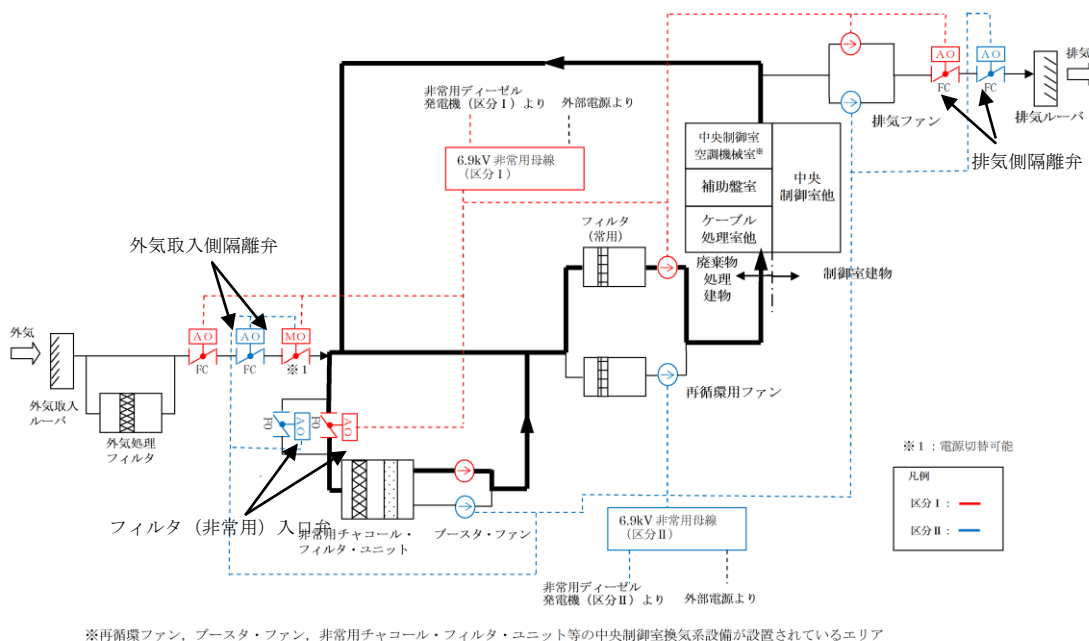 非常用ディーゼル
発電機(区分Ⅰ)より
外部電源より
6.9kV 非常用母線
(区分Ⅰ)
AO
FC
AO
FC
排気
排気ファン
排気ルーバ
排気側隔離弁
中央制御室
空調機械室※
補助盤室
ケーブル
処理室他
中央
制御室他
廃棄物
処理
建物
制御室建物
フィルタ
(常用)
再循環用ファン
外気取入側隔離弁
外気
外気取入
ルーバ
外気処理
フィルタ
AO
FC
AO
FC
MO
※1
FO
AO
FO
AO
フィルタ(非常用)入口弁
非常用チャコール・
フィルタ・ユニット
ブースタ・ファン
6.9kV 非常用母線
(区分Ⅱ)
非常用ディーゼル
発電機(区分Ⅱ)より
外部電源より
※1:電源切替可能
凡例
区分Ⅰ:
区分Ⅱ:
※再循環ファン,ブースタ・ファン,非常用チャコール・フィルタ・ユニット等の中央制御室換気系設備が設置されているエリア